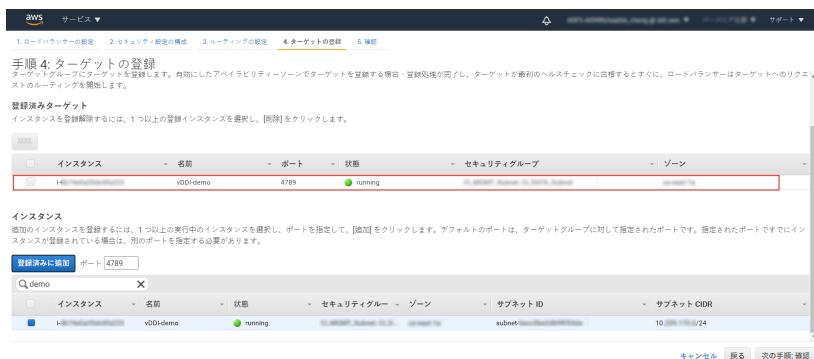 aws サービス サポート
1. ロードバランサーの設定 2. セキュリティ設定の構成 3. ルーティングの設定 4. ターゲットの登録 5. 確認
手順 4: ターゲットの登録
ターゲットグループにターゲットを登録します。有効にしたアベイラビリティーゾーンでターゲットを登録する場合・登録処理が完了し、ターゲットが最初のヘルスチェックに合格するとすぐに、ロードバランサーはターゲットへのリクエ
ストのルーティングを開始します。
登録済みターゲット
インスタンスを登録解除するには、1 つ以上の登録インスタンスを選択し、[削除] をクリックします。
インスタンス 名前 ポート 状態 セキュリティグループ ゾーン
vDDI-demo 4789 running
インスタンス
追加のインスタンスを登録するには、1 つ以上の実行中のインスタンスを選択し、ポートを指定して、[追加] をクリックします。デフォルトのポートは、ターゲットグループに対して指定されたポートです。指定されたポートですでにイン
スタンスが登録されている場合は、別のポートを指定する必要があります。
登録済みに追加 ポート 4789
demo
インスタンス 名前 状態 セキュリティグルー ゾーン サブネット ID サブネット CIDR
vDDI-demo running subnet- 10. /24
キャンセル 戻る 次の手順: 確認